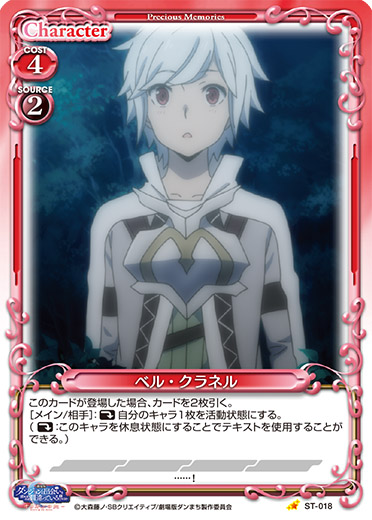 Precious Memories
Character
COST
4
SOURCE
2
ベル・クラネル
このカードが登場した場合、カードを2枚引く。
[メイン/相手]:自分のキャラ1枚を活動状態にする。
(:このキャラを休息状態にすることでテキストを使用することが
できる。)
……!
©大森藤ノ・SBクリエイティブ/劇場版ダンまち製作委員会
ST-018